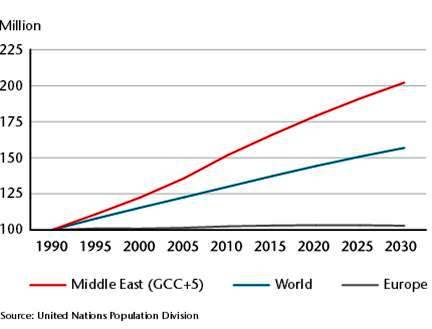 Million
225
200
175
150
125
100
1990 1995 2000 2005 2010 2015 2020 2025 2030
Middle East (GCC+5) World Europe
Source: United Nations Population Division